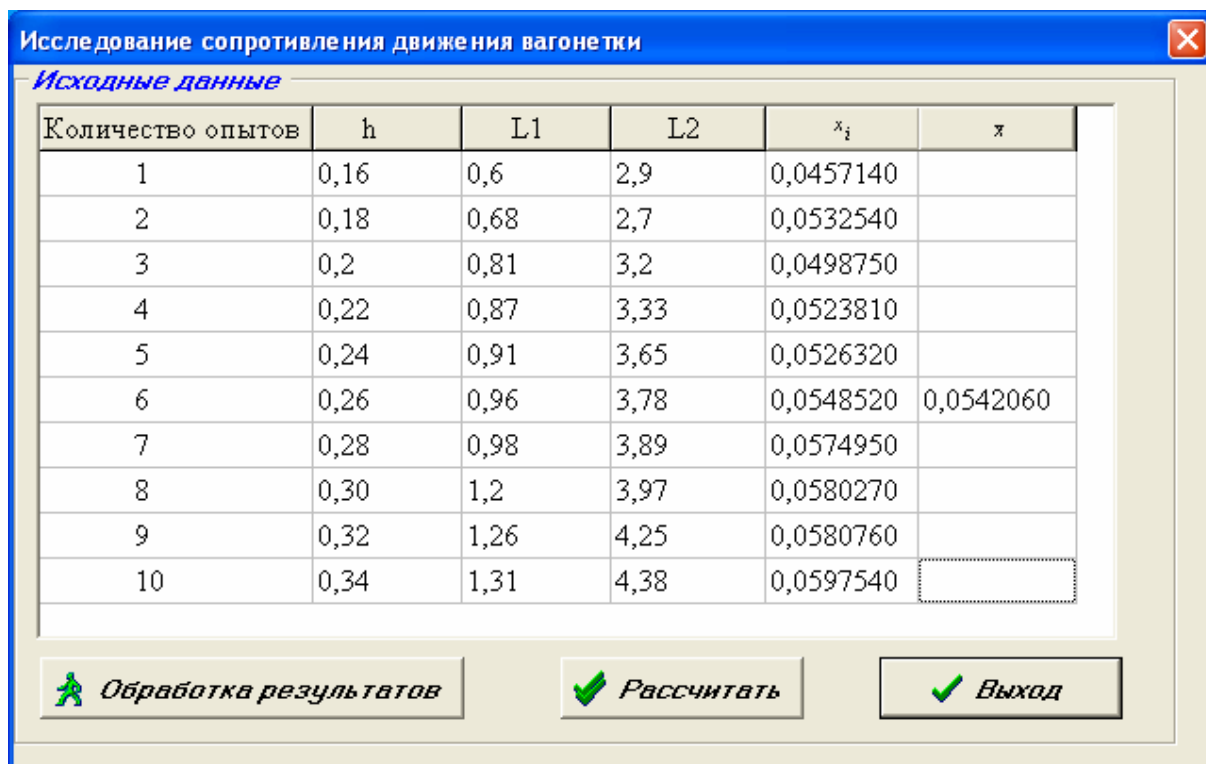 Исследование сопротивления движения вагонетки
Исходные данные
Количество опытов h L1 L2 xᵢ x̄
1 0,16 0,6 2,9 0,0457140
2 0,18 0,68 2,7 0,0532540
3 0,2 0,81 3,2 0,0498750
4 0,22 0,87 3,33 0,0523810
5 0,24 0,91 3,65 0,0526320
6 0,26 0,96 3,78 0,0548520 0,0542060
7 0,28 0,98 3,89 0,0574950
8 0,30 1,2 3,97 0,0580270
9 0,32 1,26 4,25 0,0580760
10 0,34 1,31 4,38 0,0597540
Обработка результатов Рассчитать Выход